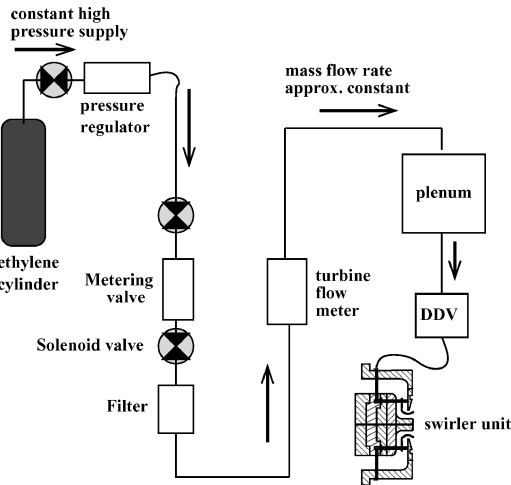 constant high
pressure supply
pressure
regulator
mass flow rate
approx. constant
plenum
ethylene
cylinder
Metering
valve
turbine
flow
meter
DDV
Solenoid valve
Filter
swirler unit